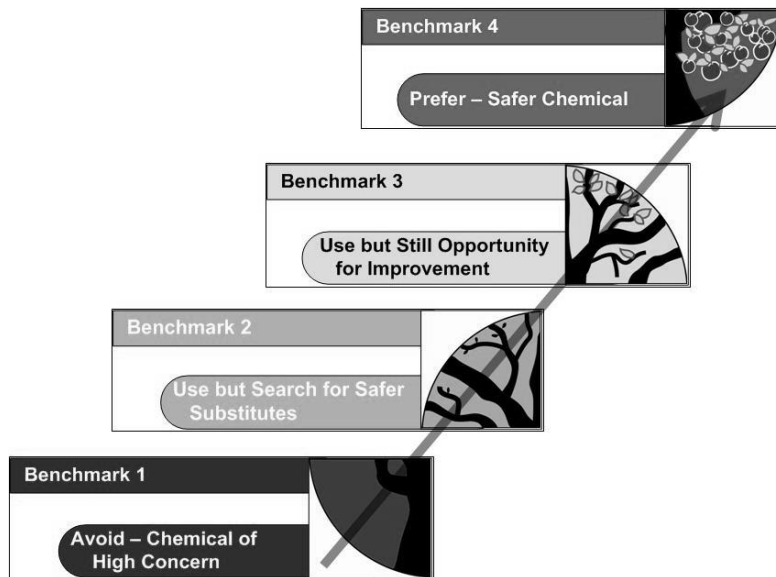 Benchmark 4
Prefer – Safer Chemical
Benchmark 3
Use but Still Opportunity
for Improvement
Benchmark 2
Use but Search for Safer
Substitutes
Benchmark 1
Avoid – Chemical of
High Concern